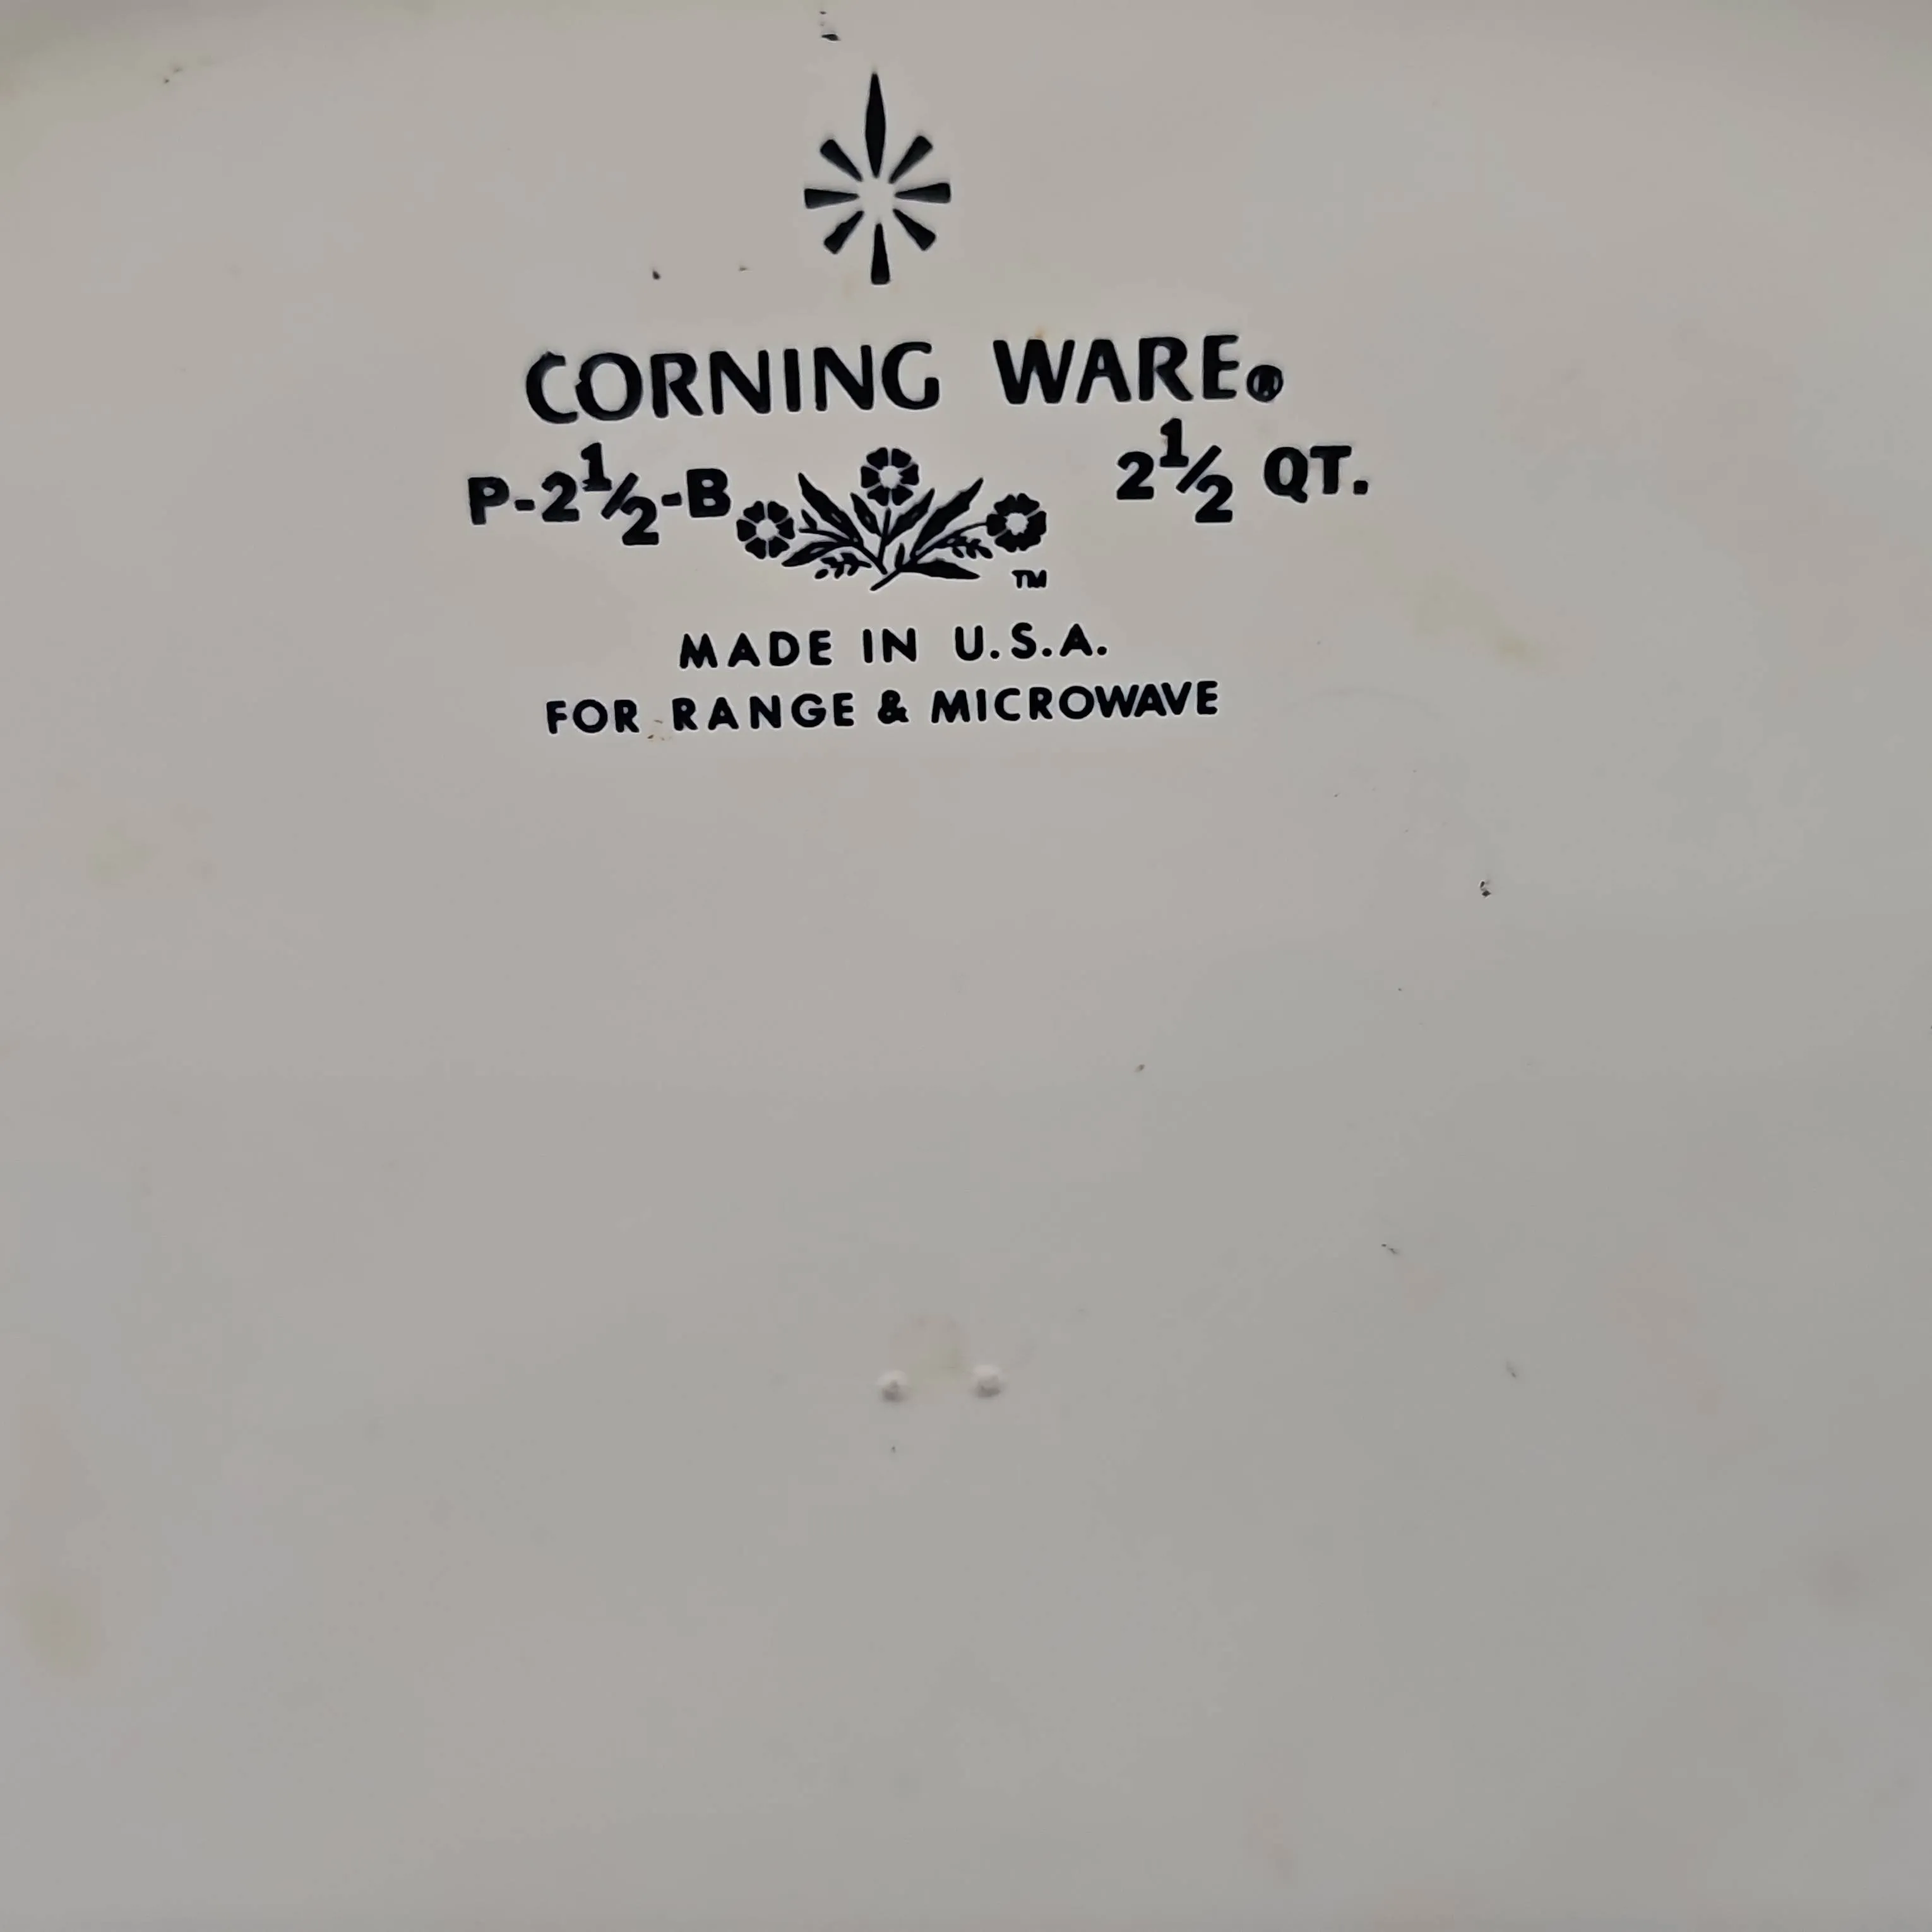 CORNING WARE®
P-2½-B 2½ QT.
TM
MADE IN U.S.A.
FOR RANGE & MICROWAVE